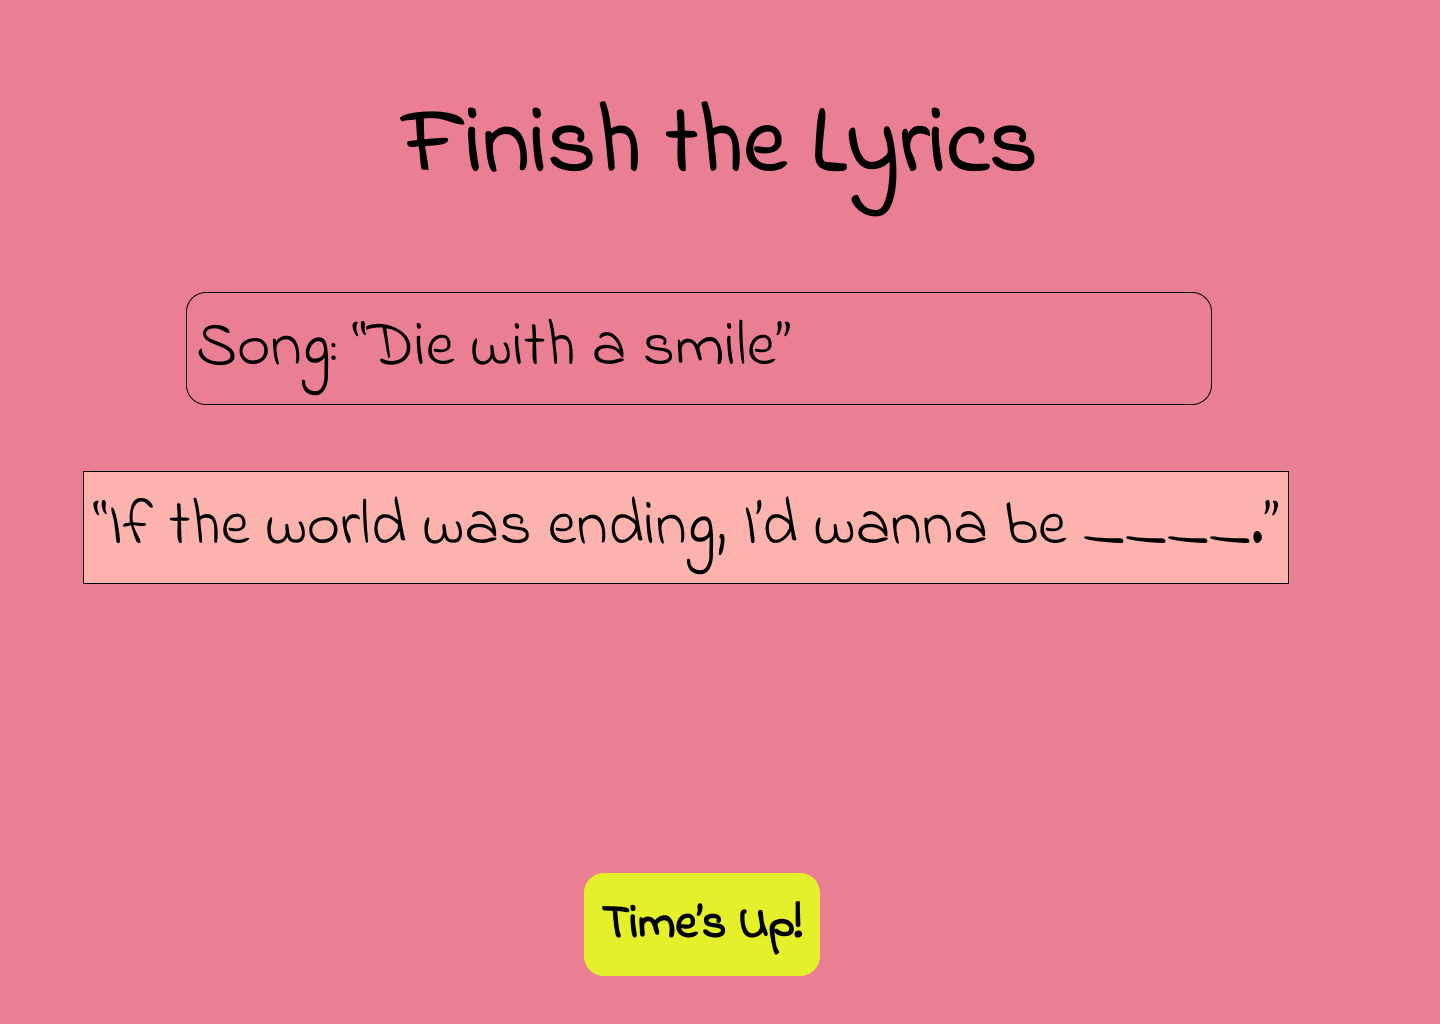 Finish the Lyrics
Song: “Die with a smile”
“If the world was ending, I’d wanna be ____.”
Time’s Up!